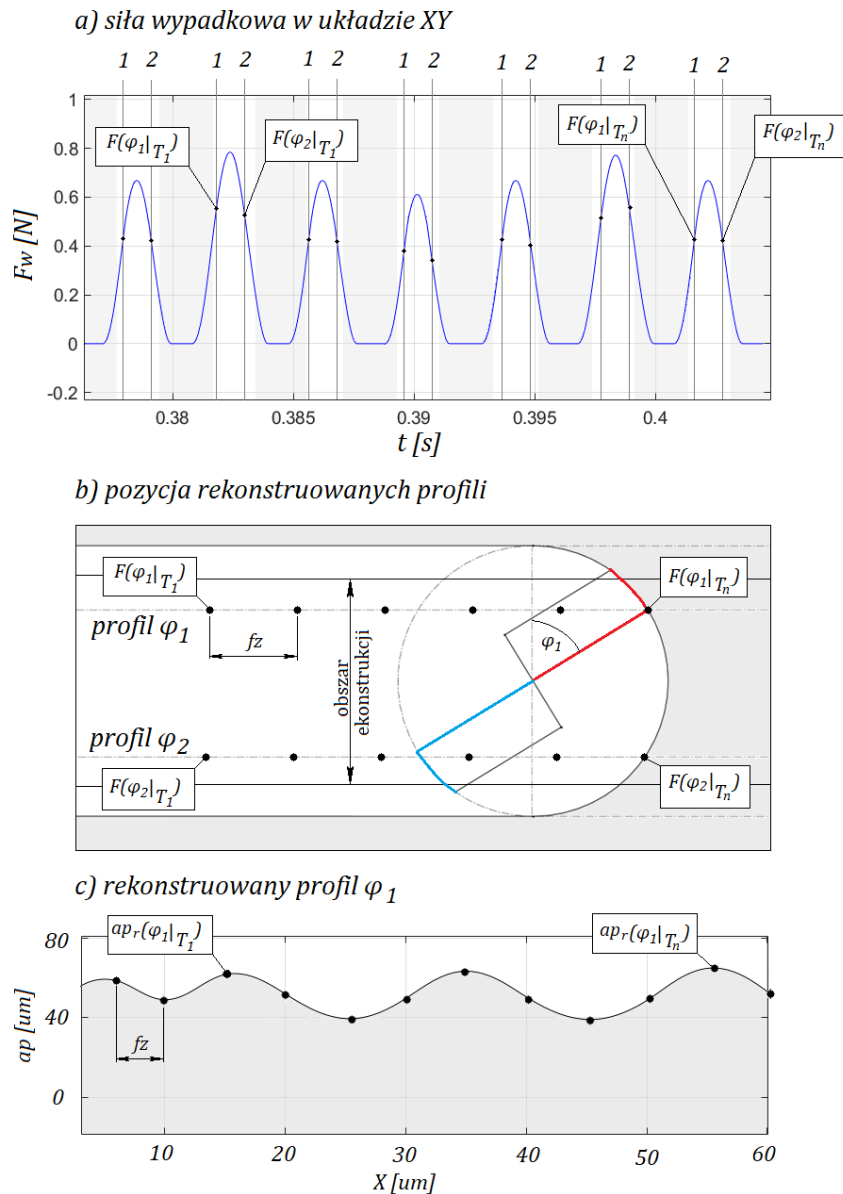 a) siła wypadkowa w układzie XY
1 2 1 2 1 2 1 2 1 2 1 2 1 2
F(φ₁|T₁)
F(φ₂|T₁)
F(φ₁|Tₙ)
F(φ₂|Tₙ)
Fw [N]
1
0.8
0.6
0.4
0.2
0
-0.2
0.38 0.385 0.39 0.395 0.4
t [s]
b) pozycja rekonstruowanych profili
F(φ₁|T₁)
F(φ₁|Tₙ)
profil φ₁
fz
φ₁
obszar
ekonstrukcji
profil φ₂
F(φ₂|T₁)
F(φ₂|Tₙ)
c) rekonstruowany profil φ₁
apᵣ(φ₁|T₁)
apᵣ(φ₁|Tₙ)
ap [um]
80
40
0
fz
10 20 30 40 50 60
X [um]